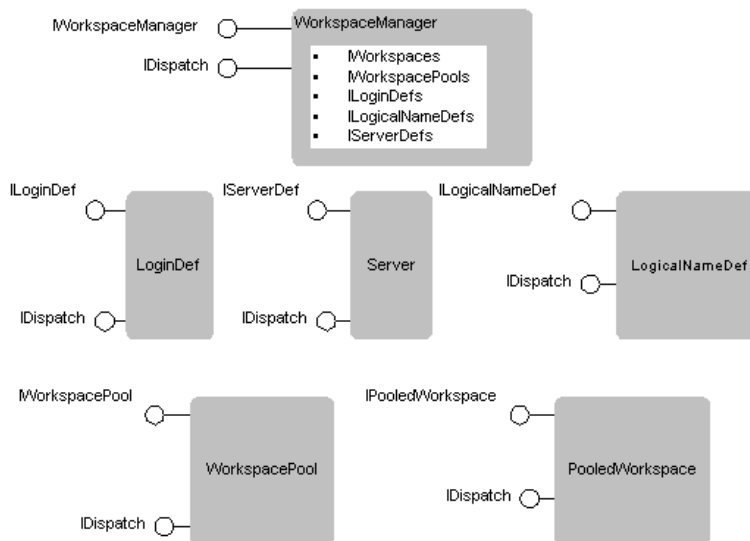 IWorkspaceManager
WorkspaceManager
IDispatch
▪ IWorkspaces
▪ IWorkspacePools
▪ ILoginDefs
▪ ILogicalNameDefs
▪ IServerDefs
ILoginDef
IServerDef
ILogicalNameDef
LoginDef
Server
LogicalNameDef
IDispatch
IDispatch
IDispatch
IWorkspacePool
IPooledWorkspace
WorkspacePool
PooledWorkspace
IDispatch
IDispatch